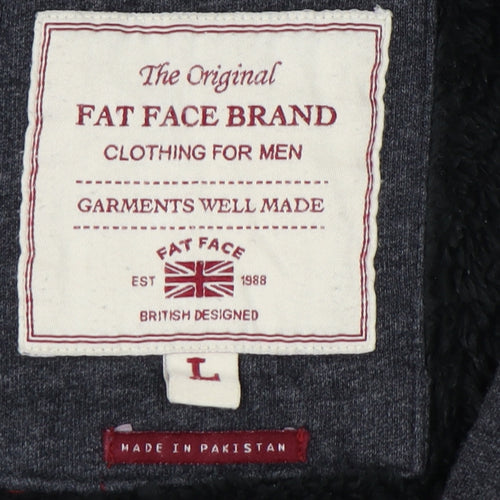 The Original
FAT FACE BRAND
CLOTHING FOR MEN
GARMENTS WELL MADE
FAT FACE
EST 1988
BRITISH DESIGNED
L
MADE IN PAKISTAN